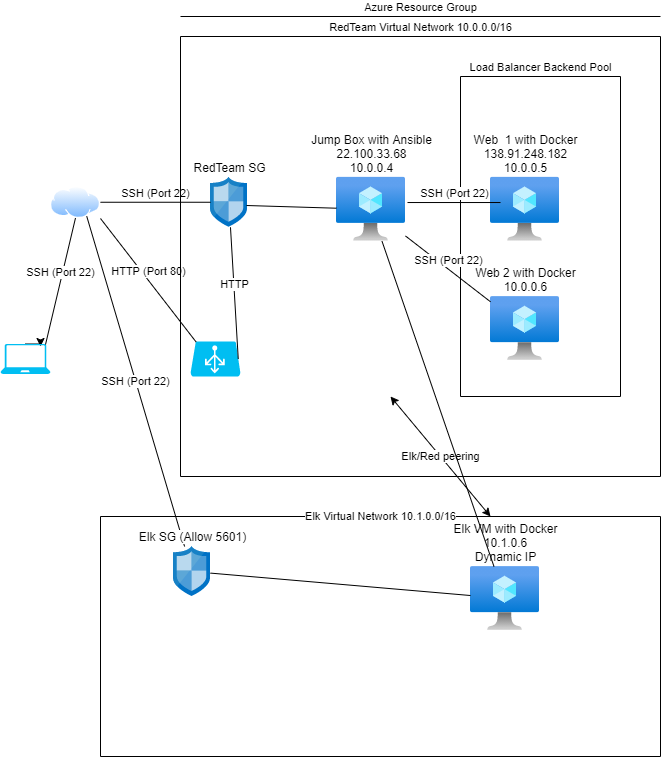 Azure Resource Group
RedTeam Virtual Network 10.0.0.0/16
Load Balancer Backend Pool
Jump Box with Ansible
22.100.33.68
10.0.0.4
Web  1 with Docker
138.91.248.182
10.0.0.5
RedTeam SG
SSH (Port 22)
SSH (Port 22)
SSH (Port 22)
Web 2 with Docker
10.0.0.6
SSH (Port 22)
HTTP (Port 80)
HTTP
SSH (Port 22)
Elk/Red peering
Elk Virtual Network 10.1.0.0/16
Elk SG (Allow 5601)
Elk VM with Docker
10.1.0.6
Dynamic IP